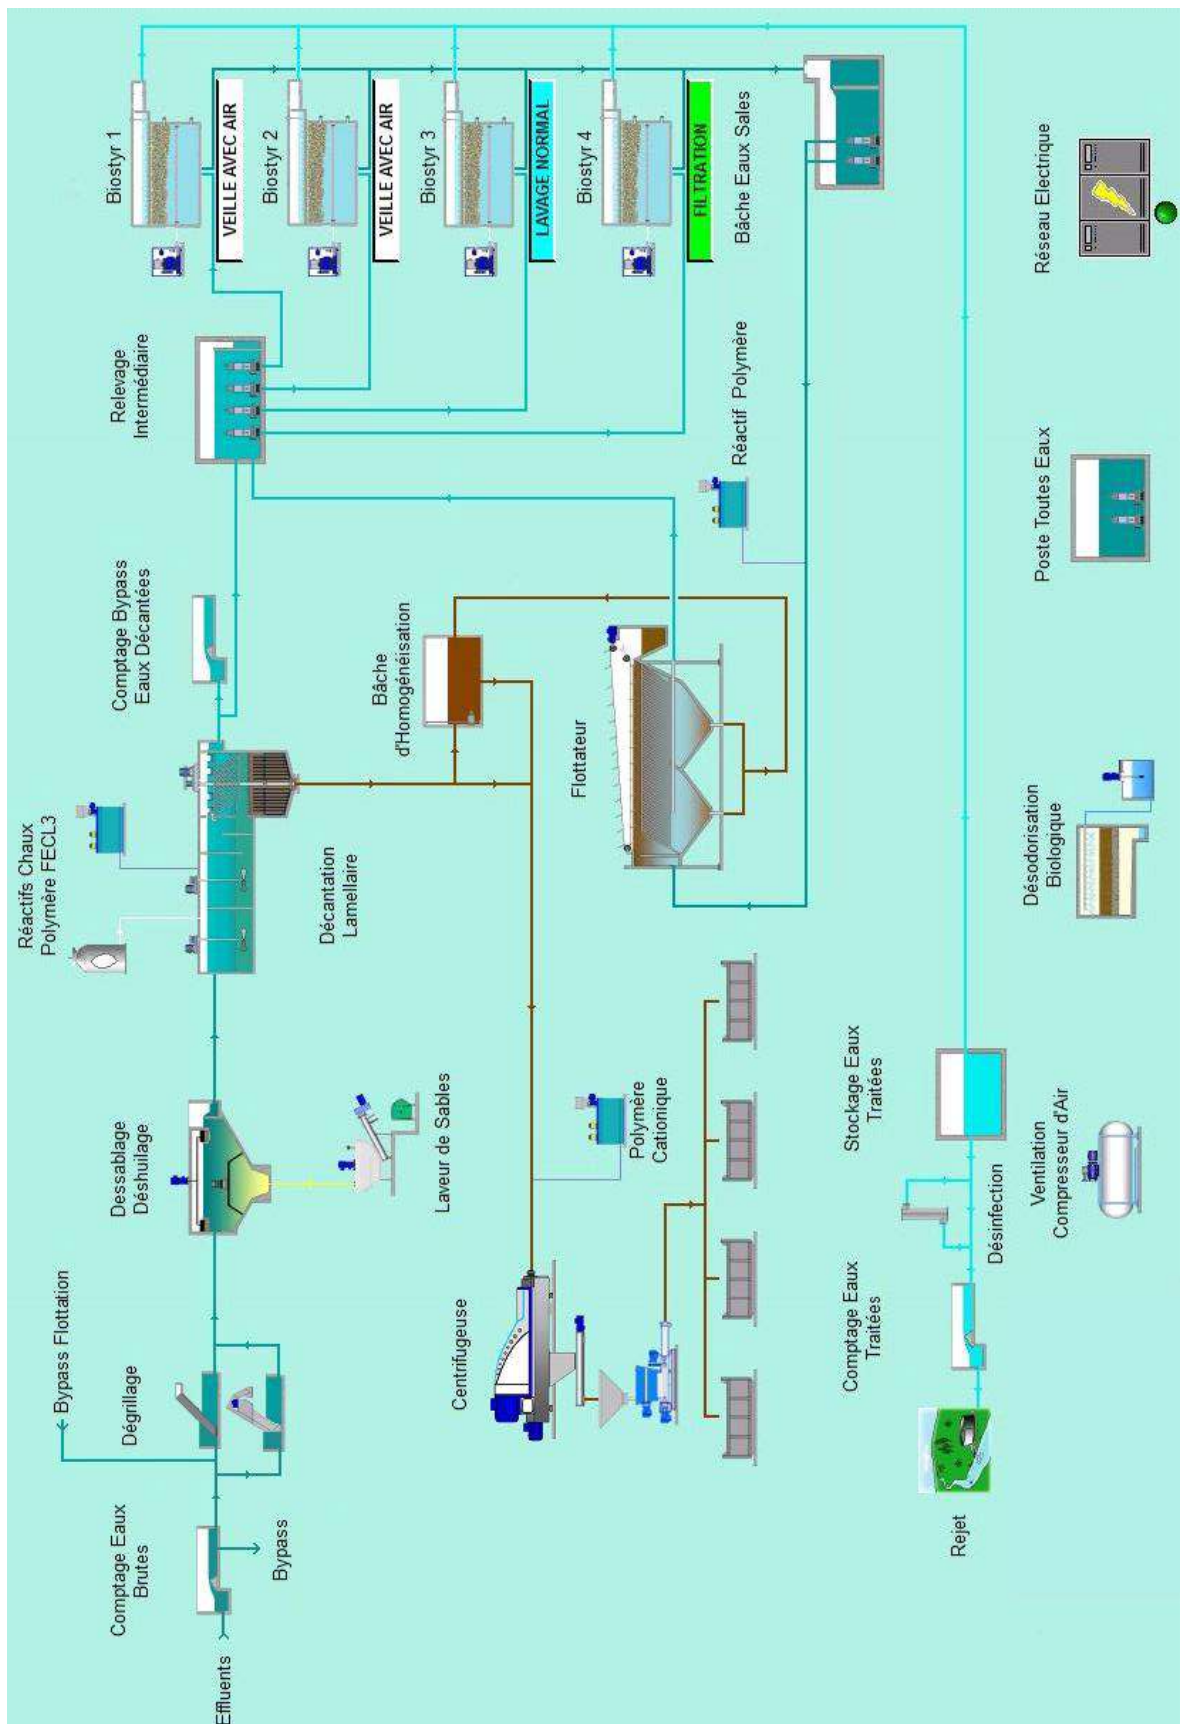 Effluents
Comptage Eaux
Brutes
Bypass
Bypass Flottation
Dégrillage
Dessablage
Déshuilage
Laveur de Sables
Réactifs Chaux
Polymère FECL3
Décantation
Lamellaire
Comptage Bypass
Eaux Décantées
Relevage
Intermédiaire
Biostyr 1
VEILLE AVEC AIR
Biostyr 2
VEILLE AVEC AIR
Biostyr 3
LAVAGE NORMAL
Biostyr 4
FILTRATION
Bâche Eaux Sales
Bâche
d'Homogénéisation
Flottateur
Réactif Polymère
Centrifugeuse
Polymère
Cationique
Rejet
Comptage Eaux
Traitées
Désinfection
Stockage Eaux
Traitées
Ventilation
Compresseur d'Air
Désodorisation
Biologique
Poste Toutes Eaux
Réseau Electrique